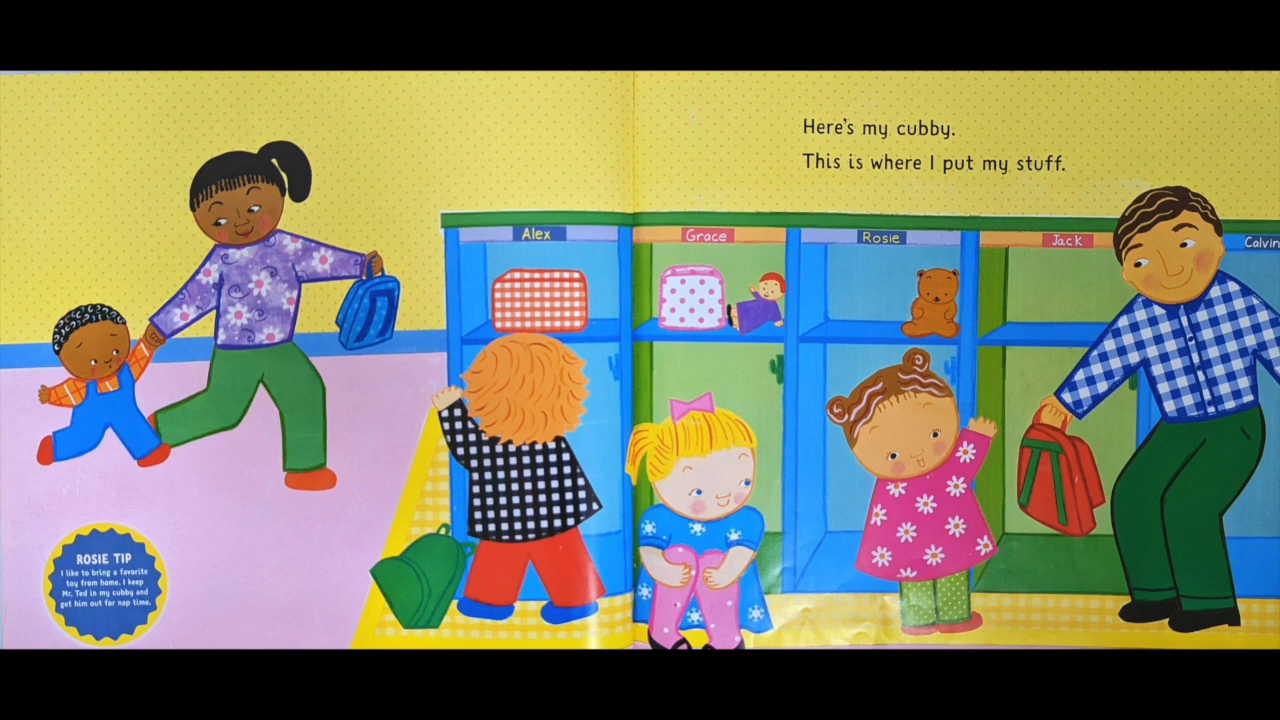 Here's my cubby.
This is where I put my stuff.
Alex
Grace
Rosie
Jack
Calvin
ROSIE TIP
I like to bring a favorite
toy from home. I keep
Mr. Ted in my cubby and
get him out for nap time.